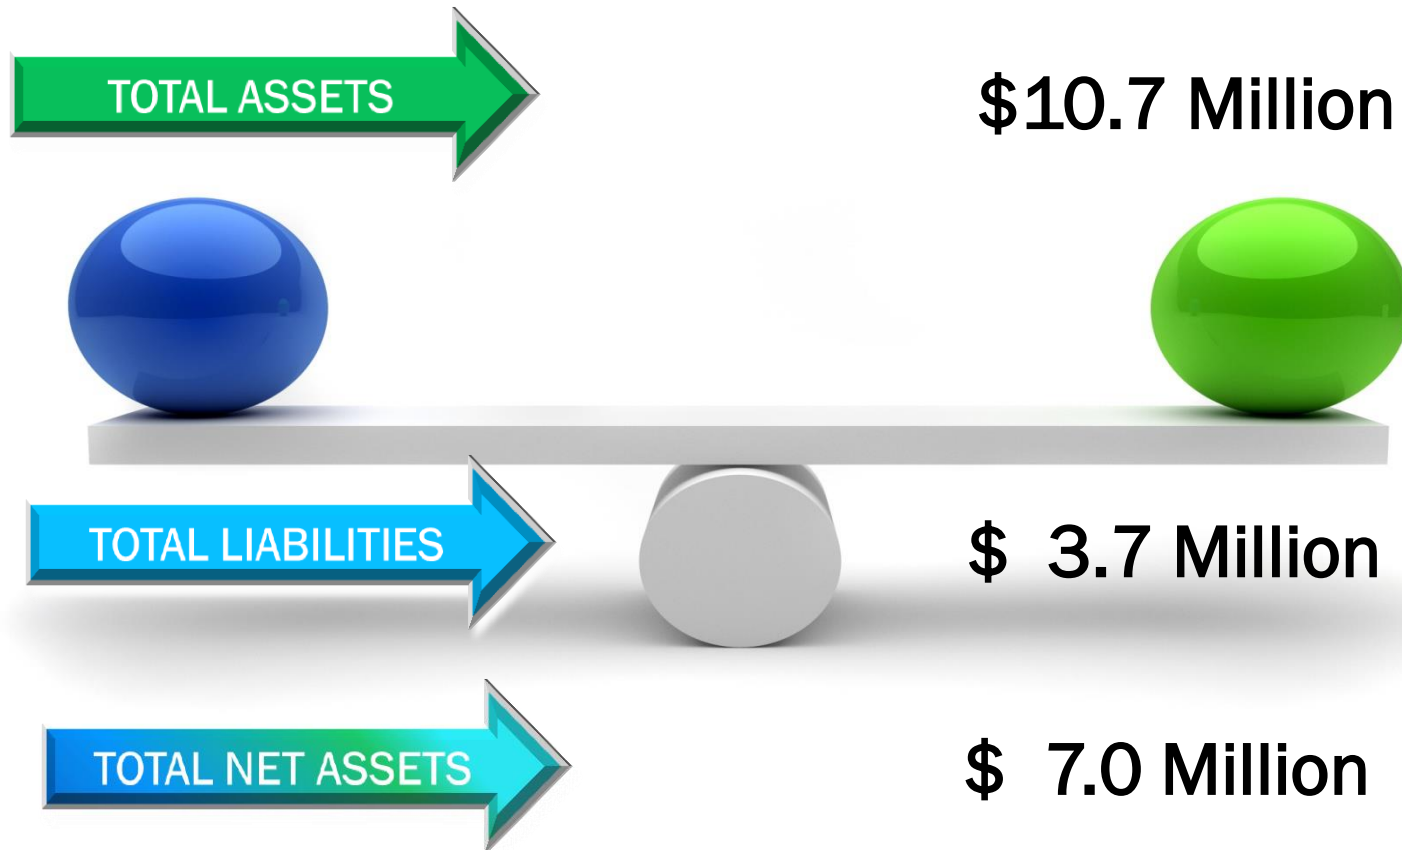 TOTAL ASSETS $10.7 Million
TOTAL LIABILITIES $ 3.7 Million
TOTAL NET ASSETS $ 7.0 Million